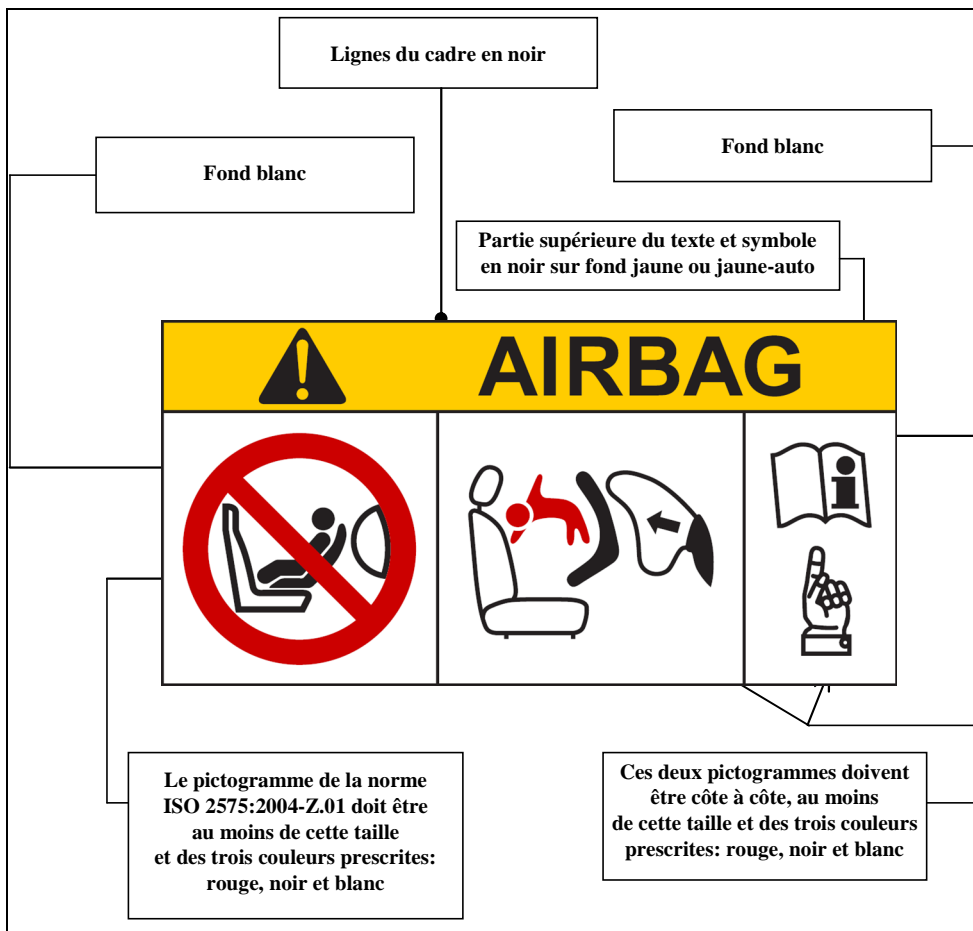 Lignes du cadre en noir
Fond blanc
Fond blanc
Partie supérieure du texte et symbole
en noir sur fond jaune ou jaune-auto
AIRBAG
Le pictogramme de la norme
ISO 2575:2004-Z.01 doit être
au moins de cette taille
et des trois couleurs prescrites:
rouge, noir et blanc
Ces deux pictogrammes doivent
être côte à côte, au moins
de cette taille et des trois couleurs
prescrites: rouge, noir et blanc